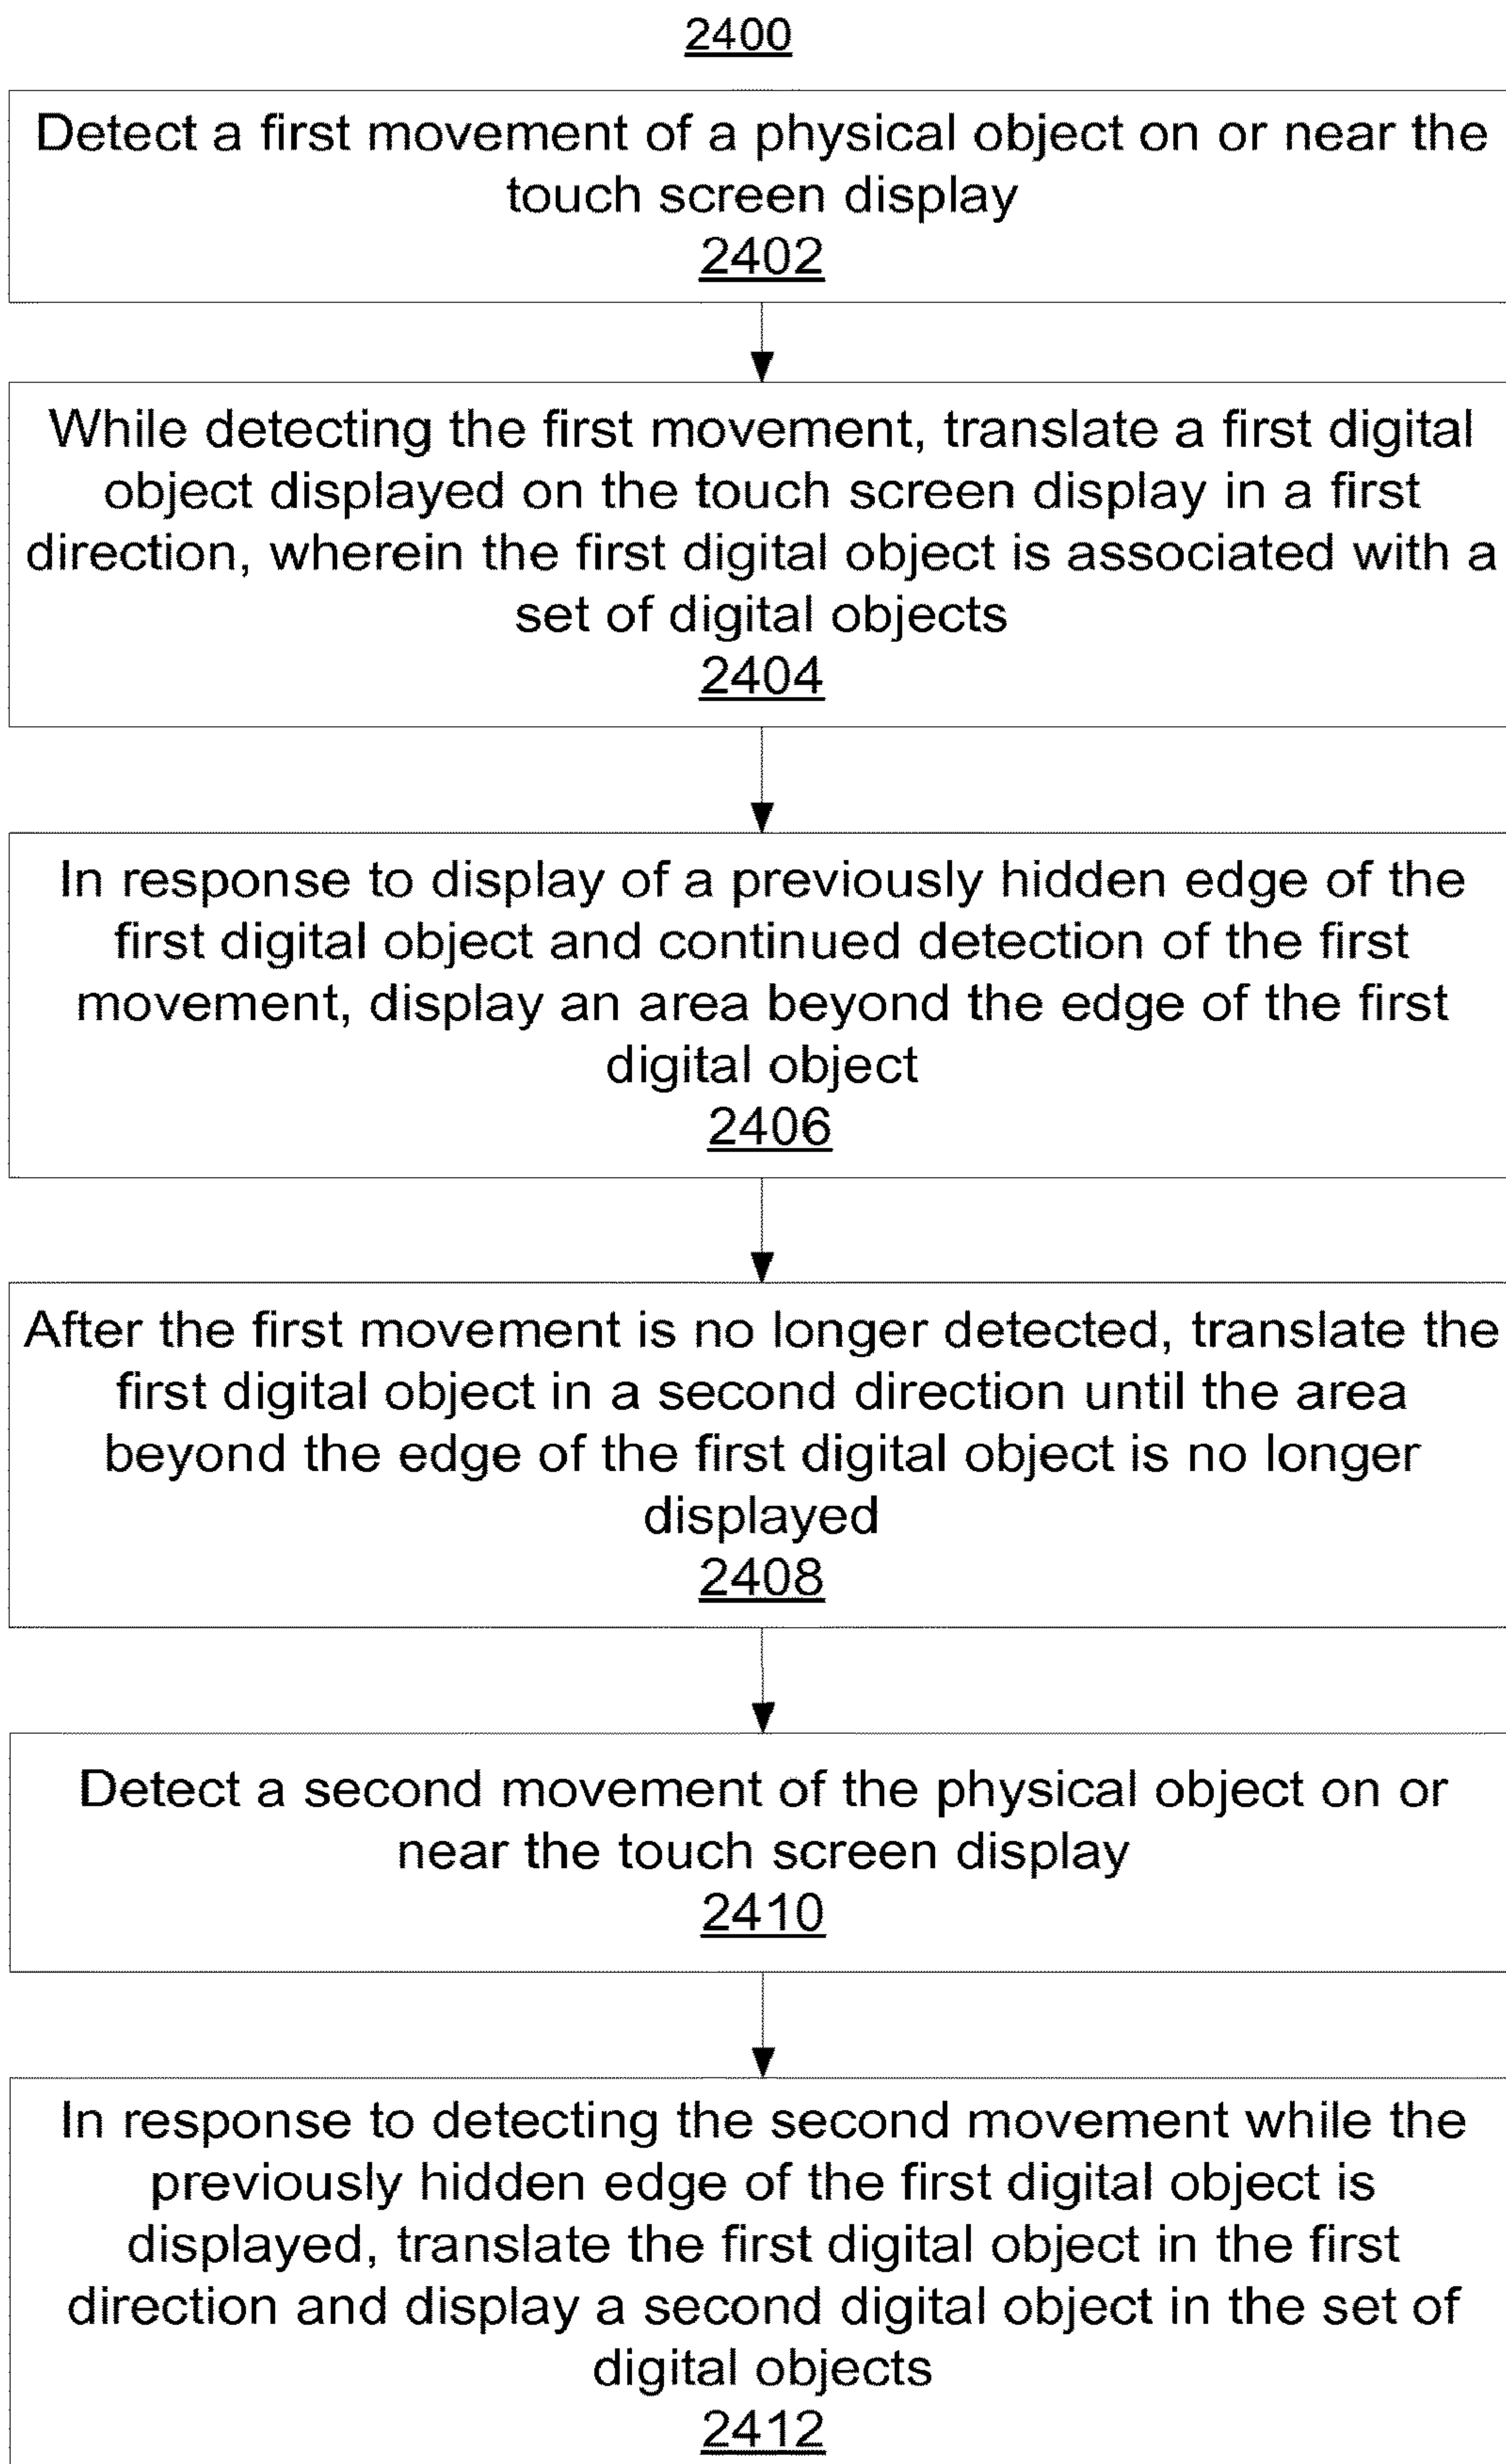 2400
Detect a first movement of a physical object on or near the
touch screen display
2402
While detecting the first movement, translate a first digital
object displayed on the touch screen display in a first
direction, wherein the first digital object is associated with a
set of digital objects
2404
In response to display of a previously hidden edge of the
first digital object and continued detection of the first
movement, display an area beyond the edge of the first
digital object
2406
After the first movement is no longer detected, translate the
first digital object in a second direction until the area
beyond the edge of the first digital object is no longer
displayed
2408
Detect a second movement of the physical object on or
near the touch screen display
2410
In response to detecting the second movement while the
previously hidden edge of the first digital object is
displayed, translate the first digital object in the first
direction and display a second digital object in the set of
digital objects
2412